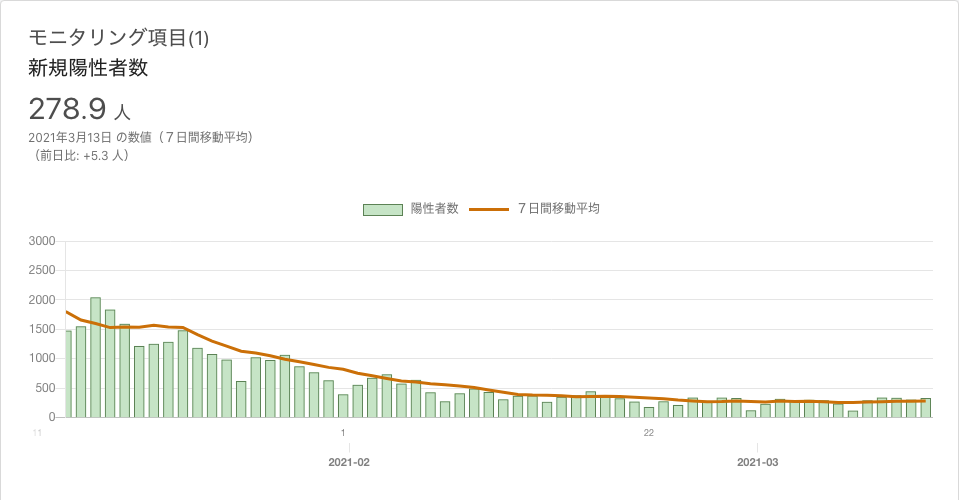 モニタリング項目(1)
新規陽性者数
278.9 人
2021年3月13日 の数値（７日間移動平均）
（前日比: +5.3 人）
陽性者数 ７日間移動平均
3000
2500
2000
1500
1000
500
0
11 1 22
2021-02 2021-03